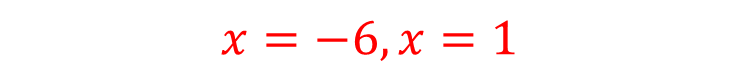 x = −6, x = 1